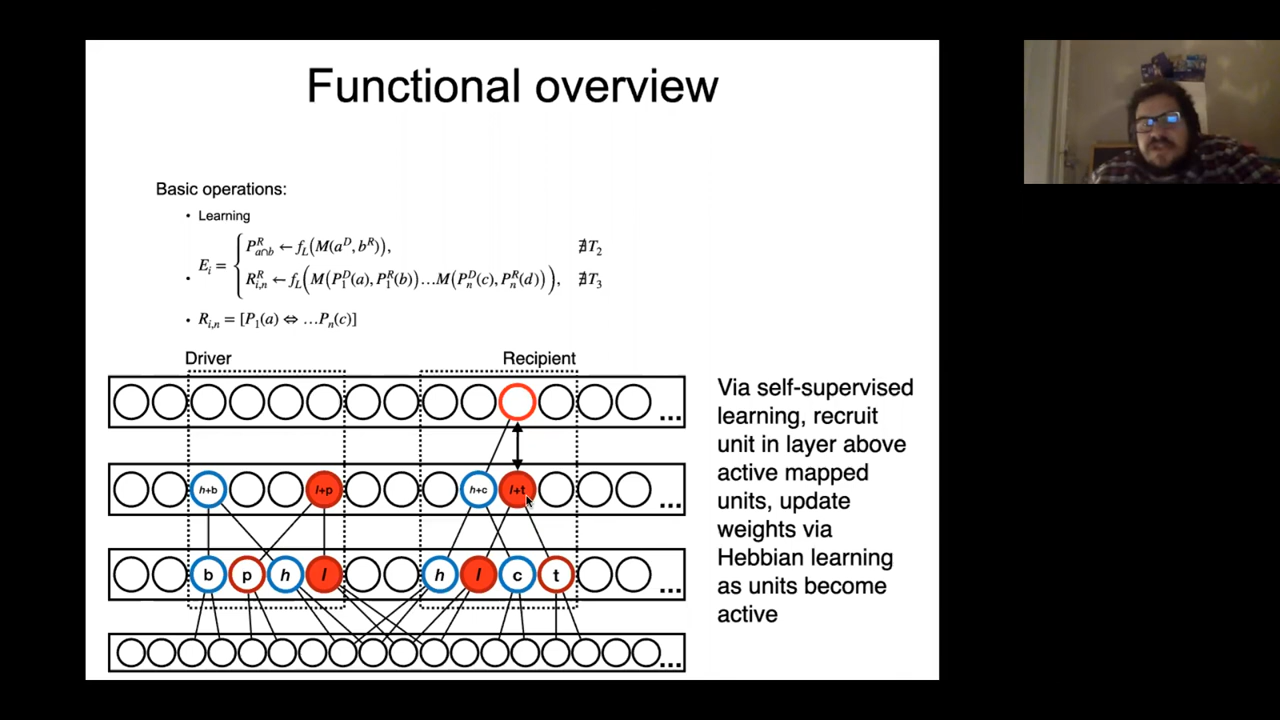 Functional overview
Basic operations:
• Learning
• E_i = { P^R_{a∩b} ← f_L(M(a^D, b^R)), ∄T_2
R^R_{i,n} ← f_L(M(P^D_1(a), P^R_1(b))…M(P^D_n(c), P^R_n(d))), ∄T_3
• R_{i,n} = [P_1(a) ⇔ …P_n(c)]
Driver Recipient
...
h+b l+p h+c l+t ...
b p h l h l c t ...
...
Via self-supervised
learning, recruit
unit in layer above
active mapped
units, update
weights via
Hebbian learning
as units become
active